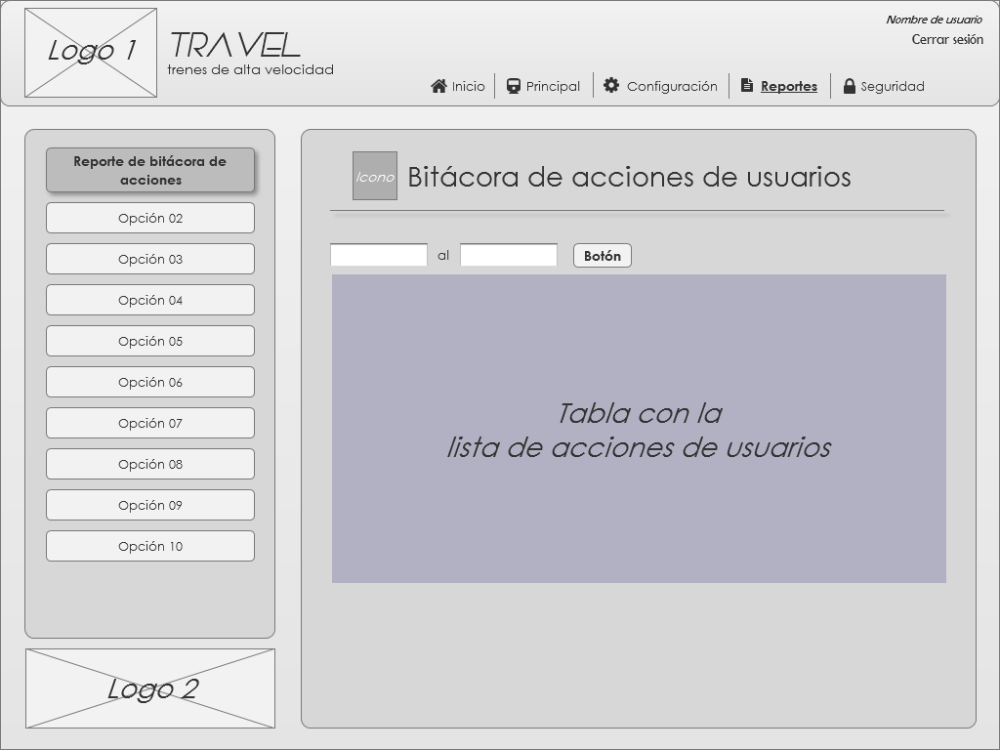 Logo 1
TRAVEL
trenes de alta velocidad
Nombre de usuario
Cerrar sesión
Inicio
Principal
Configuración
Reportes
Seguridad
Reporte de bitácora de
acciones
Opción 02
Opción 03
Opción 04
Opción 05
Opción 06
Opción 07
Opción 08
Opción 09
Opción 10
Logo 2
Icono
Bitácora de acciones de usuarios
al
Botón
Tabla con la
lista de acciones de usuarios